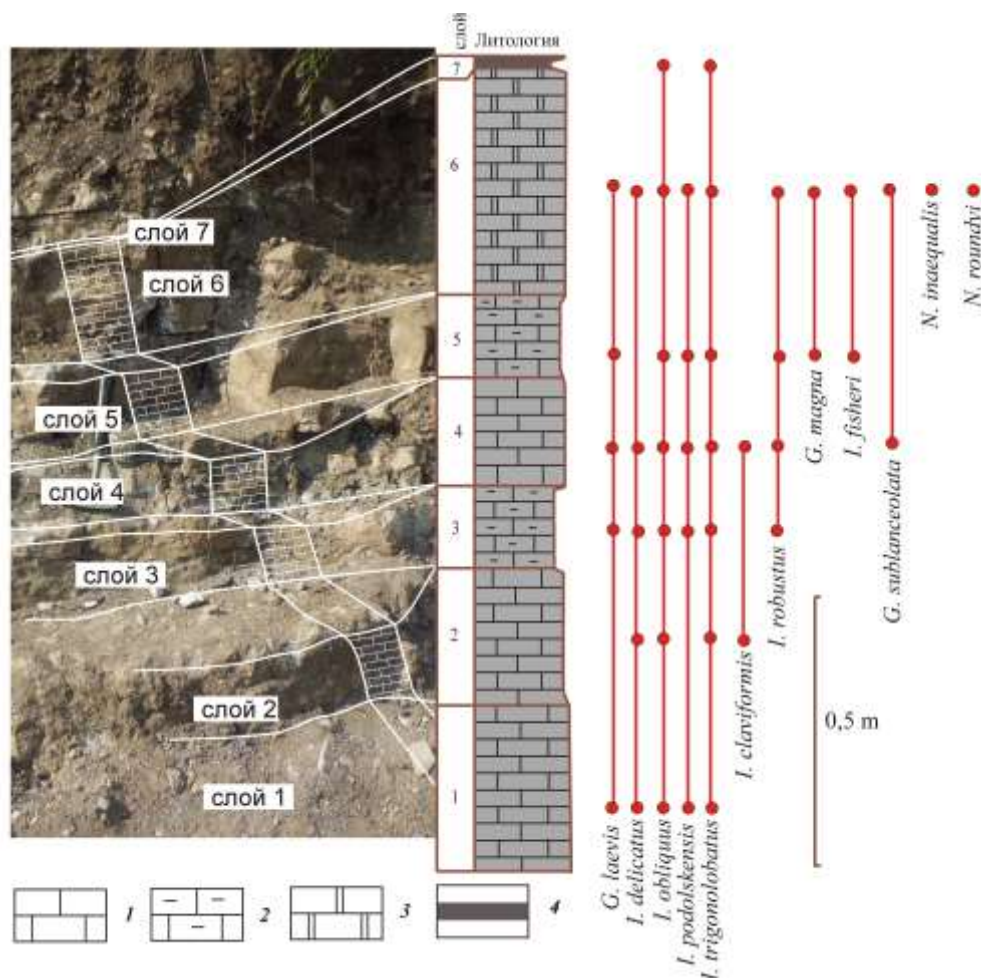 слой
Литология
7
6
5
4
3
2
1
слой 7
слой 6
слой 5
слой 4
слой 3
слой 2
слой 1
G. laevis
I. delicatus
I. obliquus
I. podolskensis
I. trigonolobatus
I. claviformis
I. robustus
G. magna
I. fisheri
G. sublanceolata
N. inaequalis
N. roundyi
0,5 m
1
2
3
4